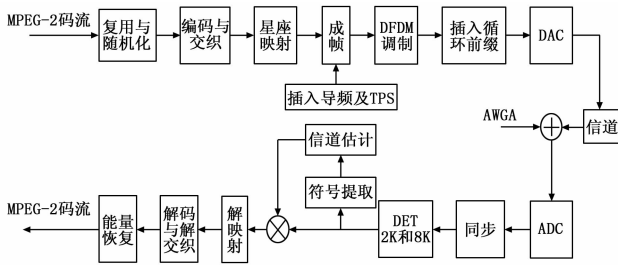 MPEG-2码流
复用与
随机化
编码与
交织
星座
映射
成
帧
DFDM
调制
插入循
环前缀
DAC
插入导频及TPS
AWGA
信道
信道估计
符号提取
MPEG-2码流
能量
恢复
解码
与解
交织
解
映
射
DET
2K和8K
同步
ADC